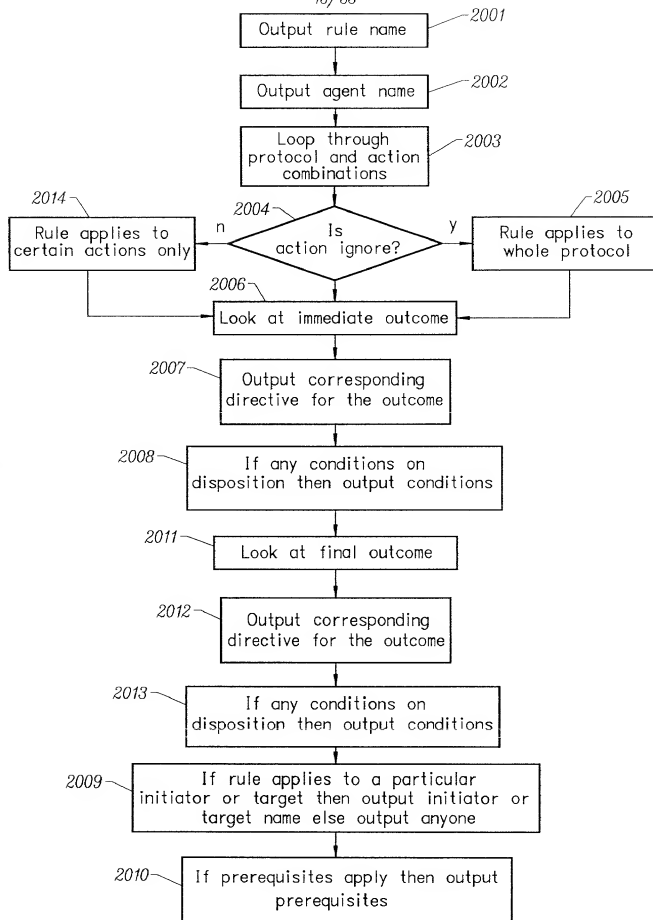 2001
Output rule name
2002
Output agent name
2003
Loop through
protocol and action
combinations
2014
2004
n
y
2005
Rule applies to
certain actions only
Is
action ignore?
Rule applies to
whole protocol
2006
Look at immediate outcome
2007
Output corresponding
directive for the outcome
2008
If any conditions on
disposition then output conditions
2011
Look at final outcome
2012
Output corresponding
directive for the outcome
2013
If any conditions on
disposition then output conditions
2009
If rule applies to a particular
initiator or target then output initiator or
target name else output anyone
2010
If prerequisites apply then output
prerequisites